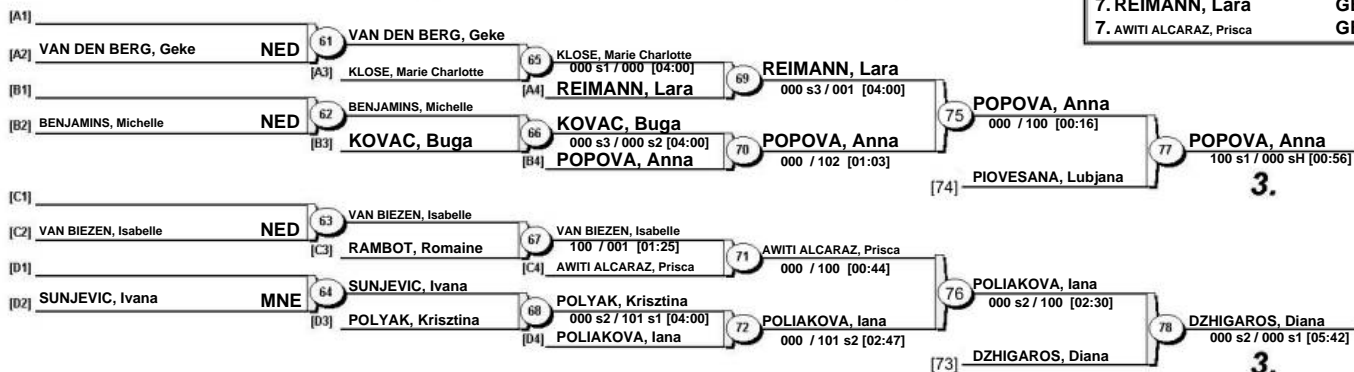 7. REIMANN, Lara GE
7. AWITI ALCARAZ, Prisca GE
[A1]
[A2] VAN DEN BERG, Geke NED
61
VAN DEN BERG, Geke
[A3] KLOSE, Marie Charlotte
65
KLOSE, Marie Charlotte
000 s1 / 000 [04:00]
[A4] REIMANN, Lara
69
REIMANN, Lara
000 s3 / 001 [04:00]
[B1]
[B2] BENJAMINS, Michelle NED
62
BENJAMINS, Michelle
[B3] KOVAC, Buga
66
KOVAC, Buga
000 s3 / 000 s2 [04:00]
[B4] POPOVA, Anna
70
POPOVA, Anna
000 / 102 [01:03]
75
POPOVA, Anna
000 / 100 [00:16]
[74] PIOVESANA, Lubjana
77
POPOVA, Anna
100 s1 / 000 sH [00:56]
3.
[C1]
[C2] VAN BIEZEN, Isabelle NED
63
VAN BIEZEN, Isabelle
[C3] RAMBOT, Romaine
67
VAN BIEZEN, Isabelle
100 / 001 [01:25]
[C4] AWITI ALCARAZ, Prisca
71
AWITI ALCARAZ, Prisca
000 / 100 [00:44]
[D1]
[D2] SUNJEVIC, Ivana MNE
64
SUNJEVIC, Ivana
[D3] POLYAK, Krisztina
68
POLYAK, Krisztina
000 s2 / 101 s1 [04:00]
[D4] POLIAKOVA, Iana
72
POLIAKOVA, Iana
000 / 101 s2 [02:47]
76
POLIAKOVA, Iana
000 s2 / 100 [02:30]
[73] DZHIGAROS, Diana
78
DZHIGAROS, Diana
000 s2 / 000 s1 [05:42]
3.